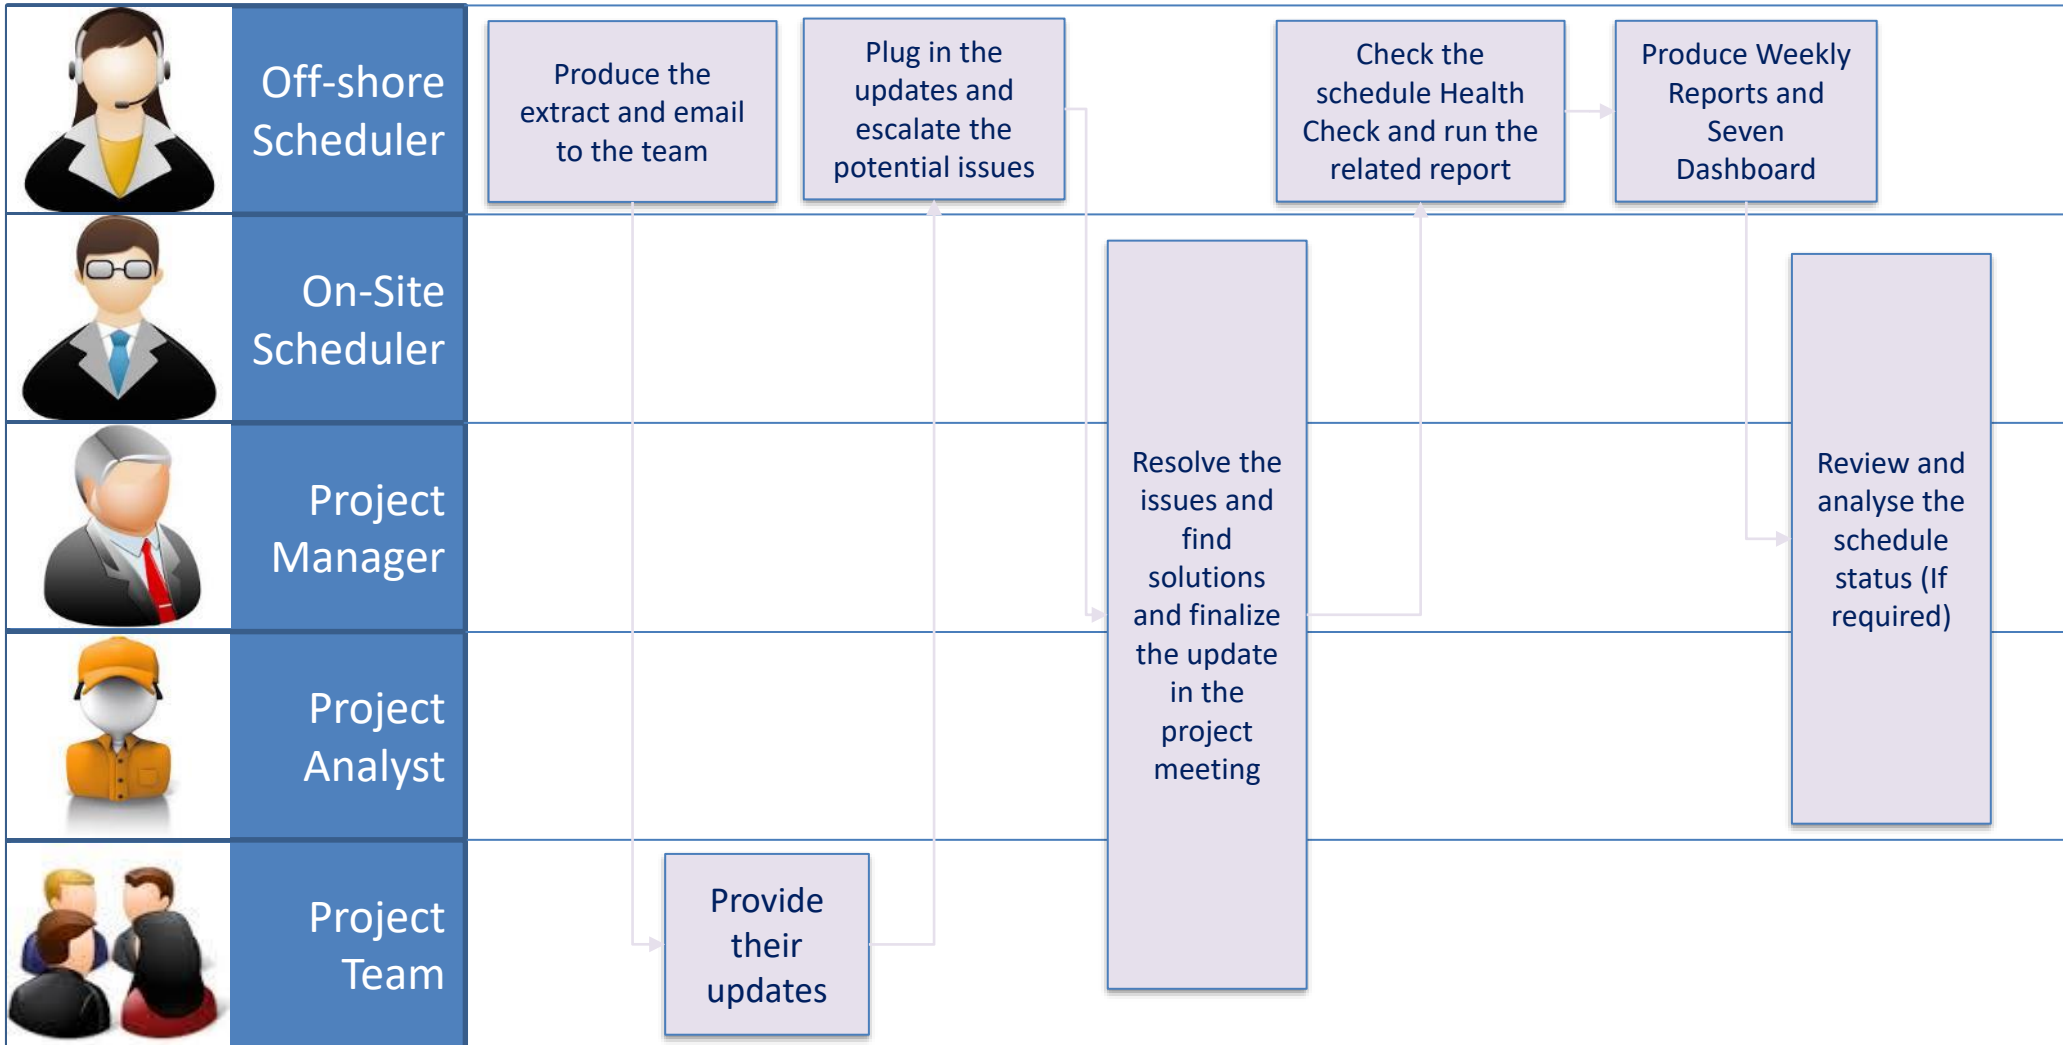 Off-shore
Scheduler
Produce the
extract and email
to the team
Plug in the
updates and
escalate the
potential issues
Check the
schedule Health
Check and run the
related report
Produce Weekly
Reports and
Seven
Dashboard
On-Site
Scheduler
Project
Manager
Resolve the
issues and
find
solutions
and finalize
the update
in the
project
meeting
Review and
analyse the
schedule
status (If
required)
Project
Analyst
Project
Team
Provide
their
updates